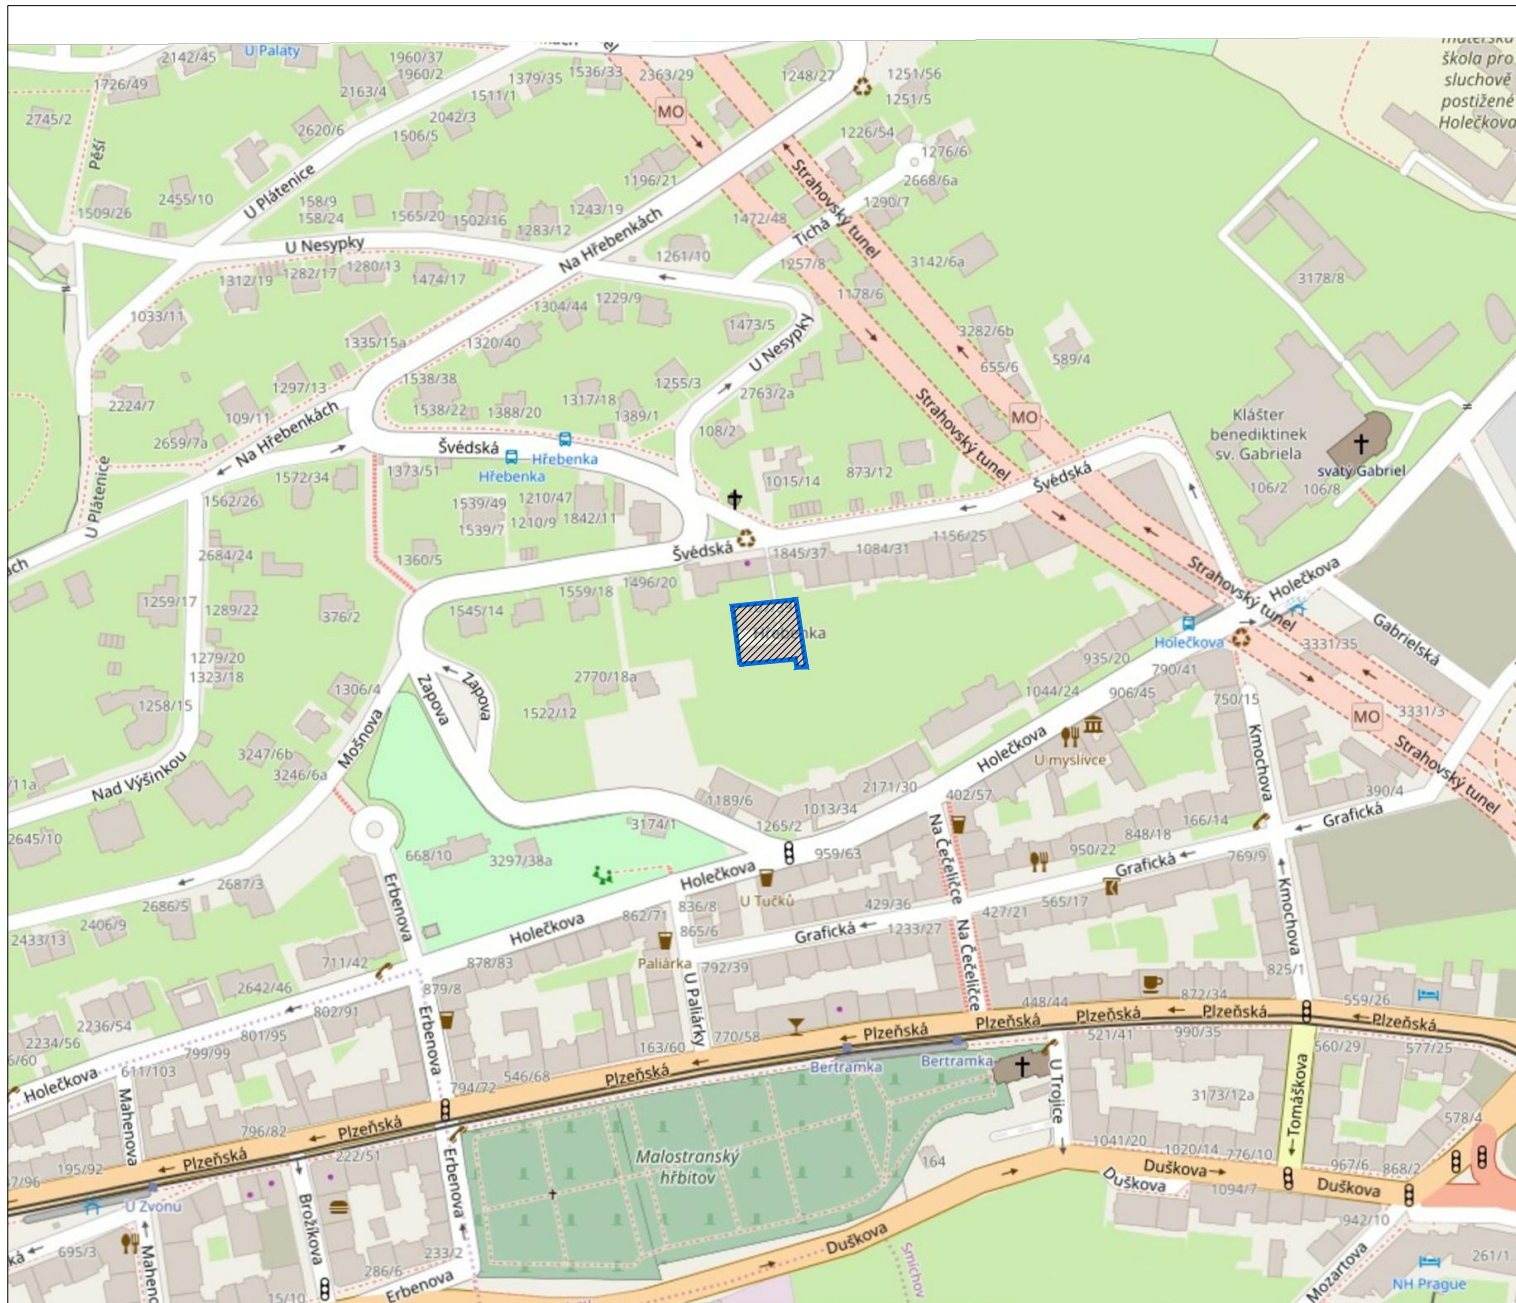 mateřská
škola pro
sluchově
postižené
Holečkova
U Palaty
2142/45
1960/37
1960/2
1726/49
2163/4
1379/35
1536/33
2363/29
1248/27
1251/56
1251/5
1511/1
2042/3
2745/2
2620/6
1506/5
MO
1226/54
1276/6
Pěší
U Plátenice
1196/21
2668/6a
Strahovský tunel
2455/10
158/9
158/24
1565/20
1502/16
1243/19
1290/7
1509/26
1283/12
1472/48
Tichá
U Nesypky
Na Hřebenkách
1261/10
1257/8
3142/6a
1312/19
1282/17
1280/13
1474/17
3178/8
1033/11
1304/44
1229/9
1178/6
1473/5
3282/6b
1335/15a
1320/40
U Nesypky
589/4
655/6
1297/13
1538/38
1255/3
2224/7
109/11
1538/22
1388/20
1317/18
1389/1
2763/2a
Strahovský tunel
MO
Klášter
benediktinek
sv. Gabriela
2659/7a
Na Hřebenkách
Švédská
Hřebenka
Hřebenka
108/2
svatý Gabriel
1572/34
1373/51
1015/14
873/12
Švédská
106/2
106/8
U Plátenice
1562/26
1539/49
1210/47
1539/7
1210/9
1842/11
2684/24
1360/5
Švédská
1845/37
1084/31
1156/25
Strahovský tunel
Holečkova
1259/17
1289/22
376/2
1545/14
1559/18
1496/20
Hřebenka
Holečkova
Gabrielská
3331/35
1279/20
1323/18
1306/4
Zapova
Zapova
2770/18a
935/20
790/41
1044/24
906/45
750/15
1258/15
1522/12
Mošnova
MO
3331/3
3247/6b
3246/6a
Holečkova
U myslivce
Kmochova
Strahovský tunel
/11a
Nad Výšinkou
1189/6
1013/34
2171/30
402/57
390/4
Grafická
2645/10
3174/1
1265/2
Na Čečeličce
166/14
848/18
668/10
3297/38a
959/63
950/22
769/9
Grafická
2687/3
Holečkova
U Tučků
2686/5
Erbenova
836/8
429/36
427/21
565/17
Kmochova
2406/9
862/71
865/6
2433/13
Holečkova
Grafická
1233/27
Na Čečeličce
711/42
878/83
Paliárka
792/39
825/1
2642/46
879/8
U Paliárky
448/44
872/34
559/26
2236/54
802/91
Erbenova
770/58
Plzeňská
Plzeňská
Plzeňská
Plzeňská
Plzeňská
2234/56
801/95
163/60
521/41
990/35
560/29
577/25
6/60
799/99
Bertramka
Bertramka
611/103
546/68
Plzeňská
Holečkova
794/72
U Trojice
Tomáškova
Mahenova
3173/12a
578/4
796/82
Plzeňská
1041/20
1020/14
776/10
967/6
868/2
195/92
Plzeňská
222/51
Malostranský
hřbitov
164
Duškova
Duškova
Duškova
1094/7
Erbenova
U Zvonu
Brožíkova
942/10
695/3
Mahenova
233/2
Duškova
Smíchov
261/1
286/6
Erbenova
Mozartova
NH Prague
15/10